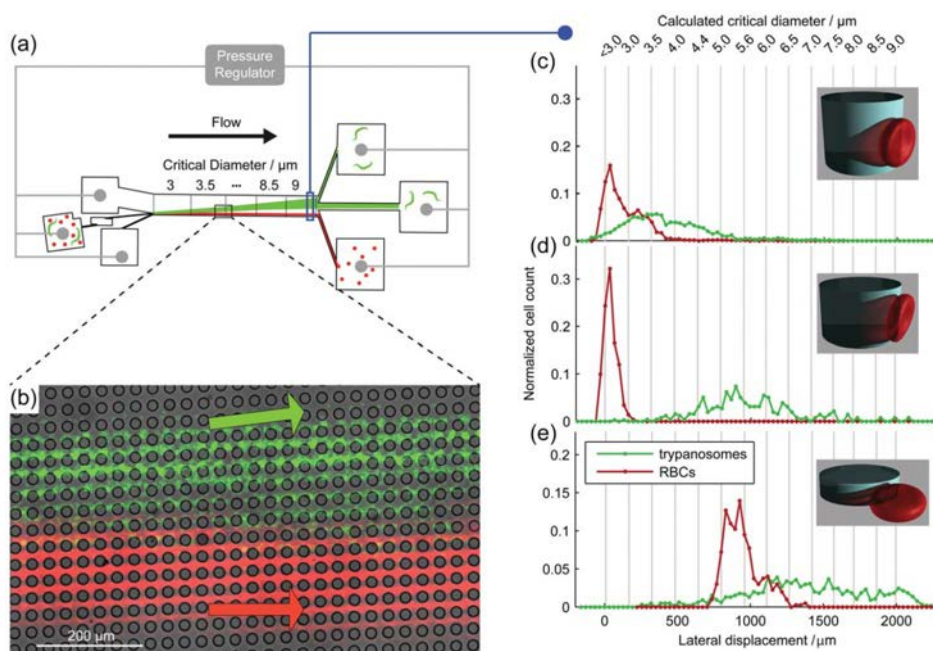 (a)
Pressure
Regulator
Flow
Critical Diameter / μm
3 3.5 ... 8.5 9
(b)
200 μm
Calculated critical diameter / μm
<3.0 3.0 3.5 4.0 4.4 5.0 5.6 6.0 6.5 7.0 7.5 8.0 8.5 9.0
(c)
0.3
0.2
0.1
0
(d)
0.3
0.2
0.1
0
Normalized cell count
(e)
trypanosomes
RBCs
0.15
0.1
0.05
0
0 500 1000 1500 2000
Lateral displacement / μm